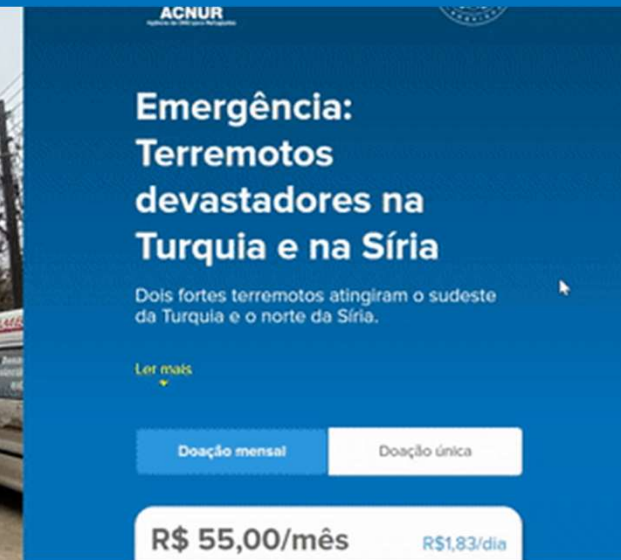 ACNUR
Emergência:
Terremotos
devastadores na
Turquia e na Síria
Dois fortes terremotos atingiram o sudeste
da Turquia e o norte da Síria.
Ler mais
Doação mensal
Doação única
R$ 55,00/mês
R$1,83/dia